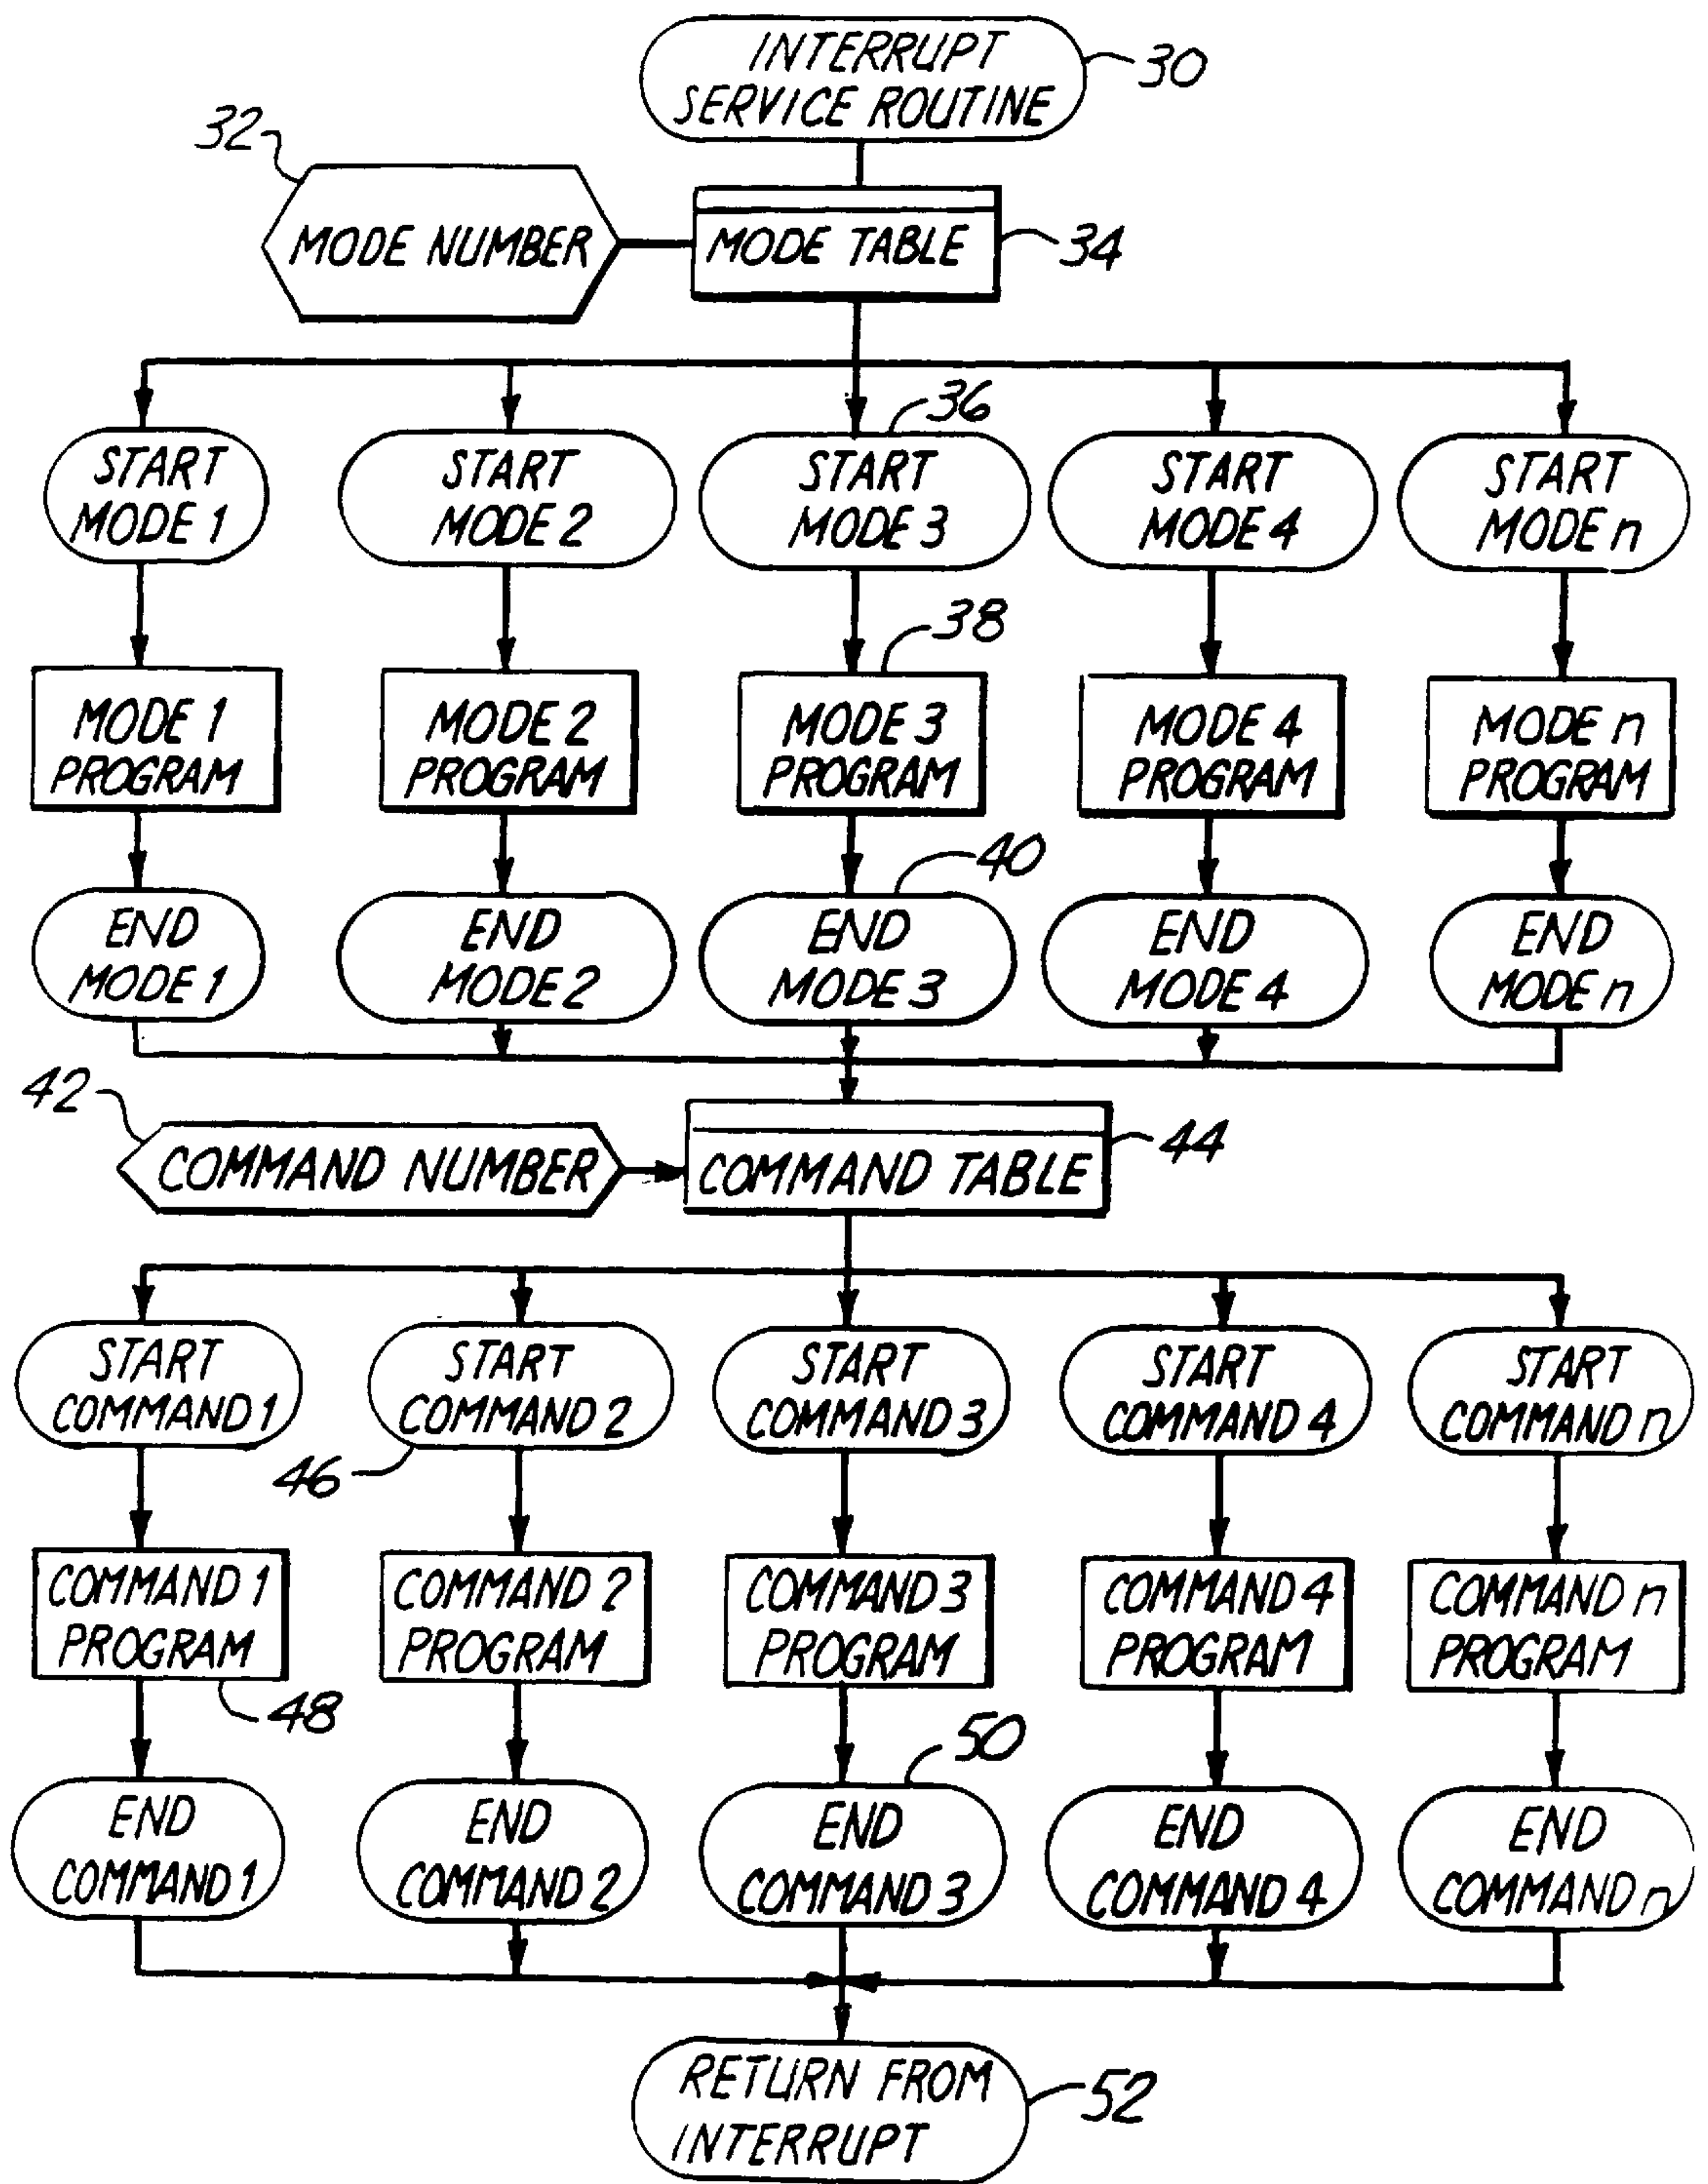 INTERRUPT
SERVICE ROUTINE
30
32
MODE NUMBER
MODE TABLE
34
36
START
MODE 1
START
MODE 2
START
MODE 3
START
MODE 4
START
MODE n
38
MODE 1
PROGRAM
MODE 2
PROGRAM
MODE 3
PROGRAM
MODE 4
PROGRAM
MODE n
PROGRAM
40
END
MODE 1
END
MODE 2
END
MODE 3
END
MODE 4
END
MODE n
42
COMMAND NUMBER
COMMAND TABLE
44
START
COMMAND 1
START
COMMAND 2
START
COMMAND 3
START
COMMAND 4
START
COMMAND n
46
COMMAND 1
PROGRAM
COMMAND 2
PROGRAM
COMMAND 3
PROGRAM
COMMAND 4
PROGRAM
COMMAND n
PROGRAM
48
50
END
COMMAND 1
END
COMMAND 2
END
COMMAND 3
END
COMMAND 4
END
COMMAND n
RETURN FROM
INTERRUPT
52